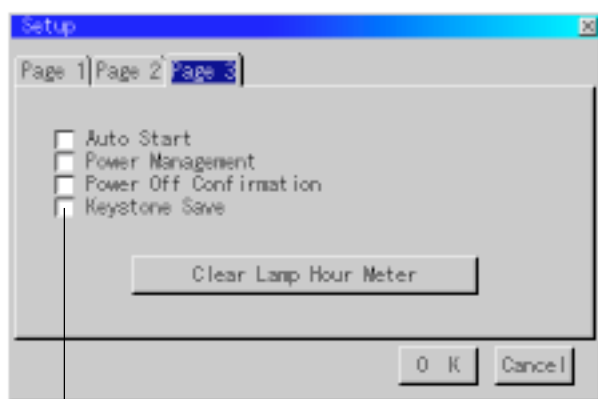 Setup
Page 1 Page 2 Page 3
Auto Start
Power Management
Power Off Confirmation
Keystone Save
Clear Lamp Hour Meter
O K Cancel